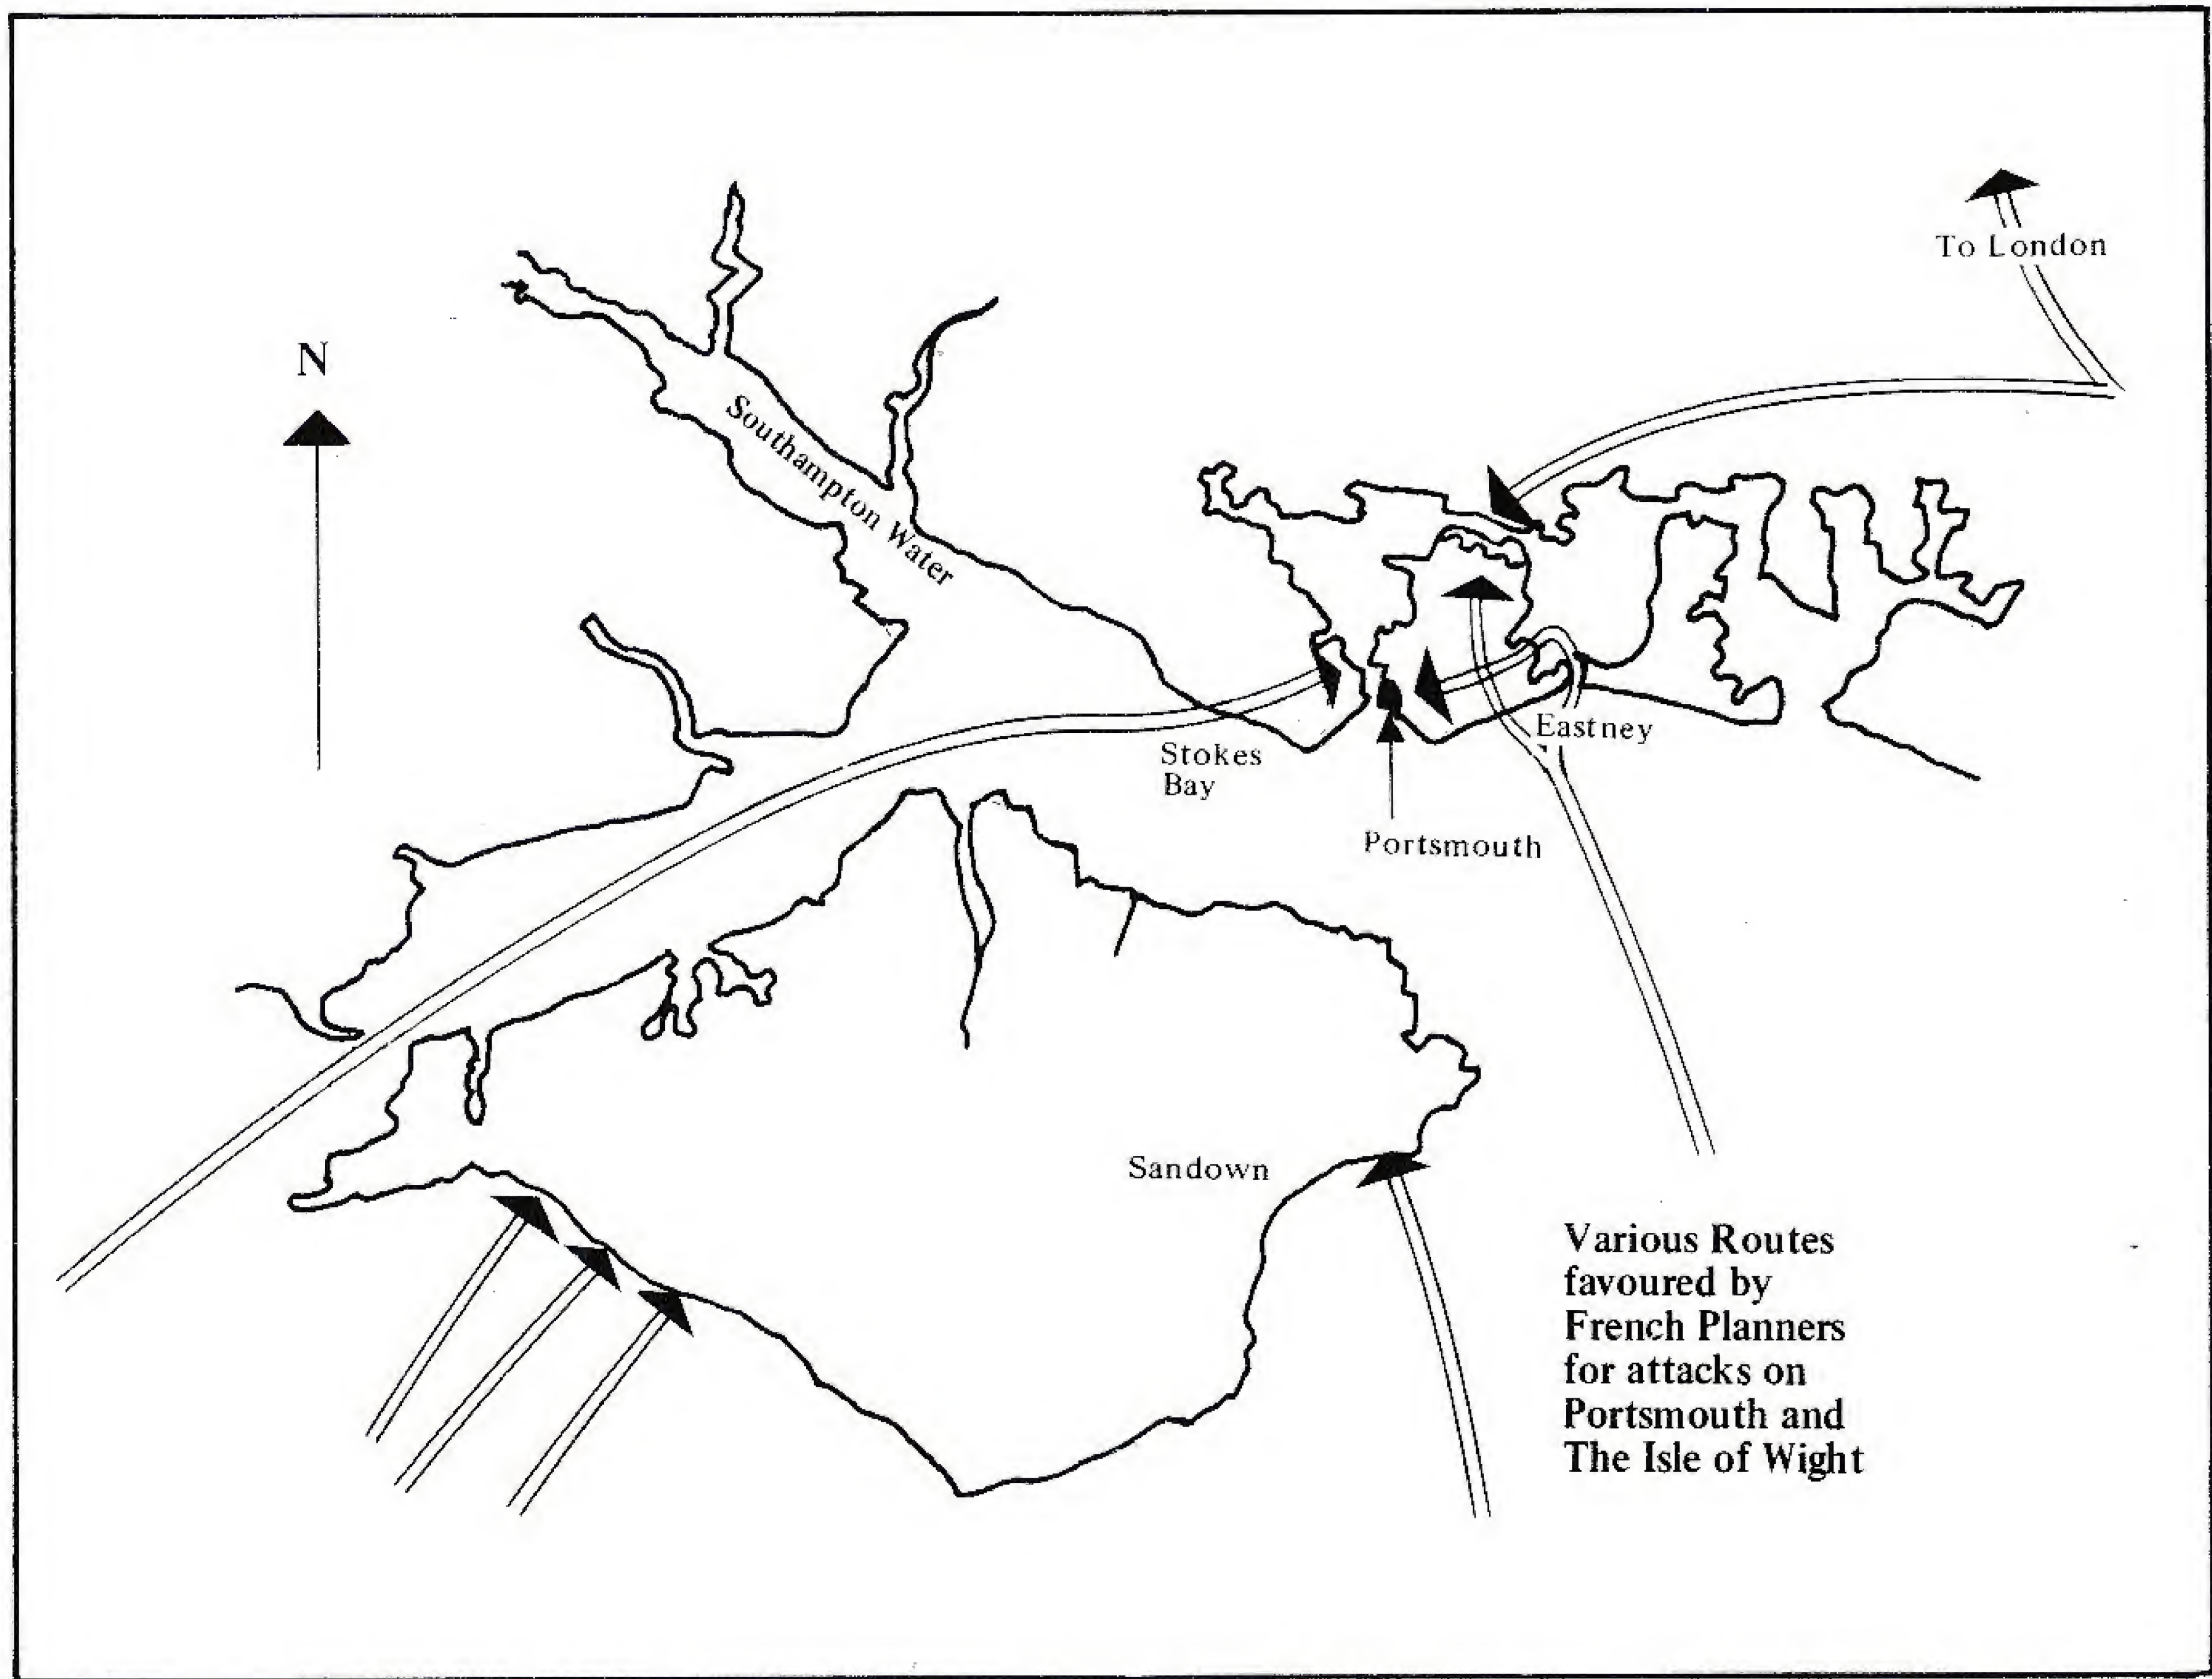 To London
N
Southampton Water
Eastney
Stokes
Bay
Portsmouth
Sandown
Various Routes
favoured by
French Planners
for attacks on
Portsmouth and
The Isle of Wight